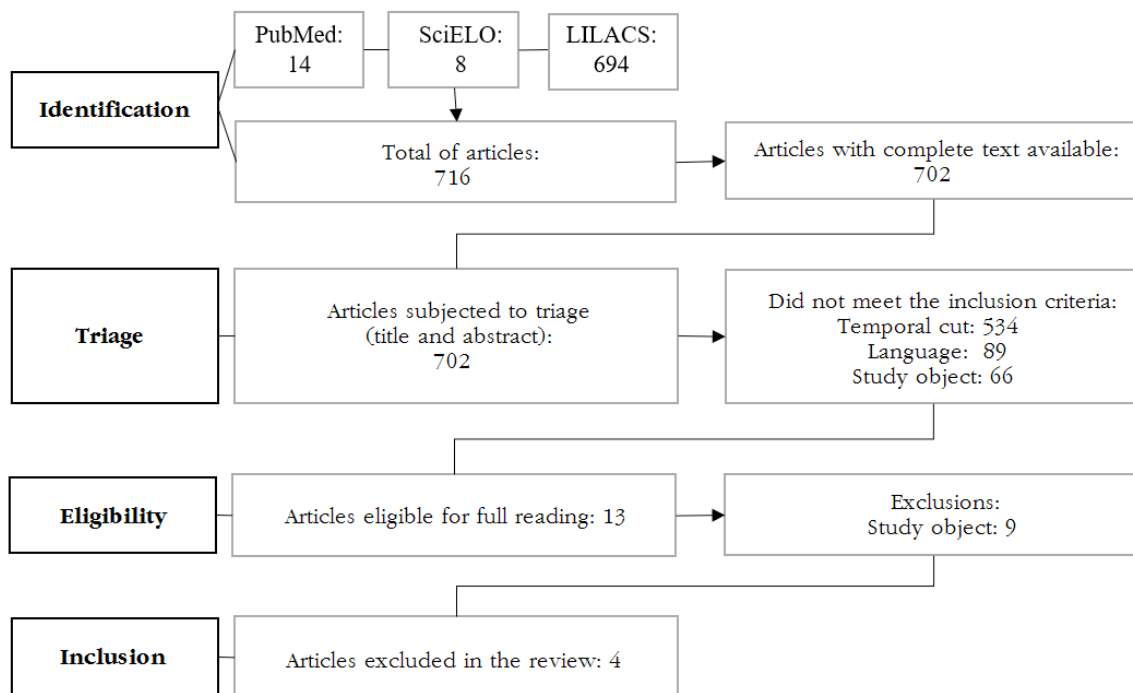 PubMed:
14
SciELO:
8
LILACS:
694
Identification
Total of articles:
716
Articles with complete text available:
702
Triage
Articles subjected to triage
(title and abstract):
702
Did not meet the inclusion criteria:
Temporal cut: 534
Language: 89
Study object: 66
Eligibility
Articles eligible for full reading: 13
Exclusions:
Study object: 9
Inclusion
Articles excluded in the review: 4